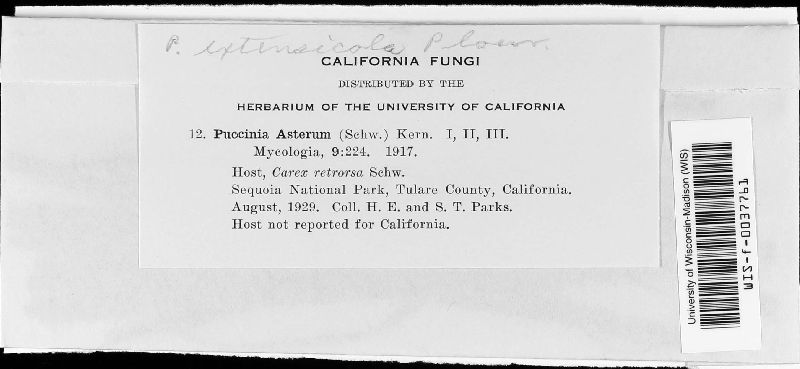 P. extensicola Plowr.
CALIFORNIA FUNGI
DISTRIBUTED BY THE
HERBARIUM OF THE UNIVERSITY OF CALIFORNIA
12. Puccinia Asterum (Schw.) Kern. I, II, III.
Mycologia, 9:224. 1917.
Host, Carex retrorsa Schw.
Sequoia National Park, Tulare County, California.
August, 1929. Coll. H. E. and S. T. Parks.
Host not reported for California.
University of Wisconsin-Madison (WIS)
WIS-f-0037761